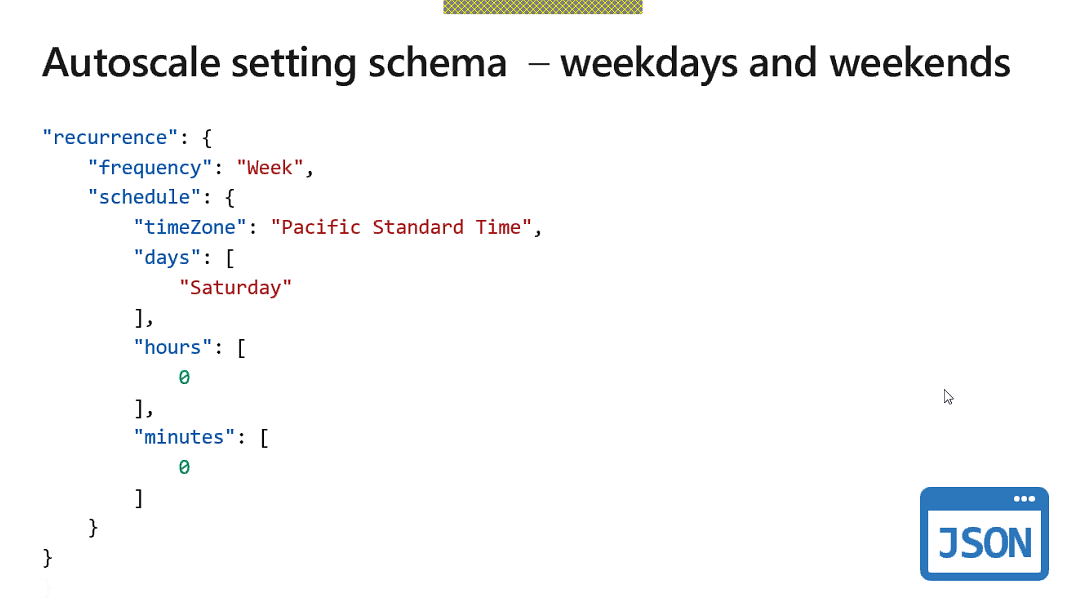 Autoscale setting schema – weekdays and weekends
"recurrence": {
    "frequency": "Week",
    "schedule": {
        "timeZone": "Pacific Standard Time",
        "days": [
            "Saturday"
        ],
        "hours": [
            0
        ],
        "minutes": [
            0
        ]
    }
}
JSON